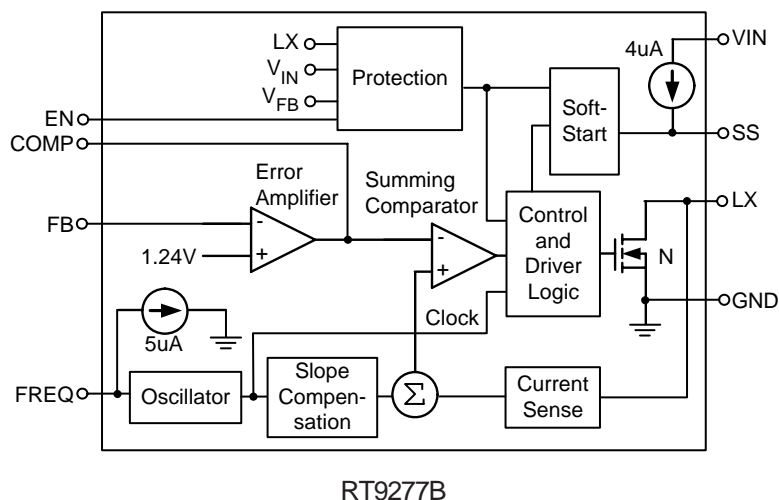 LX
VIN
VFB
EN
COMP
Protection
4uA
VIN
Soft-
Start
SS
Error
Amplifier
Summing
Comparator
FB
-
+
1.24V
-
+
Control
and
Driver
Logic
LX
N
GND
5uA
Clock
FREQ
Oscillator
Slope
Compen-
sation
Σ
Current
Sense
RT9277B